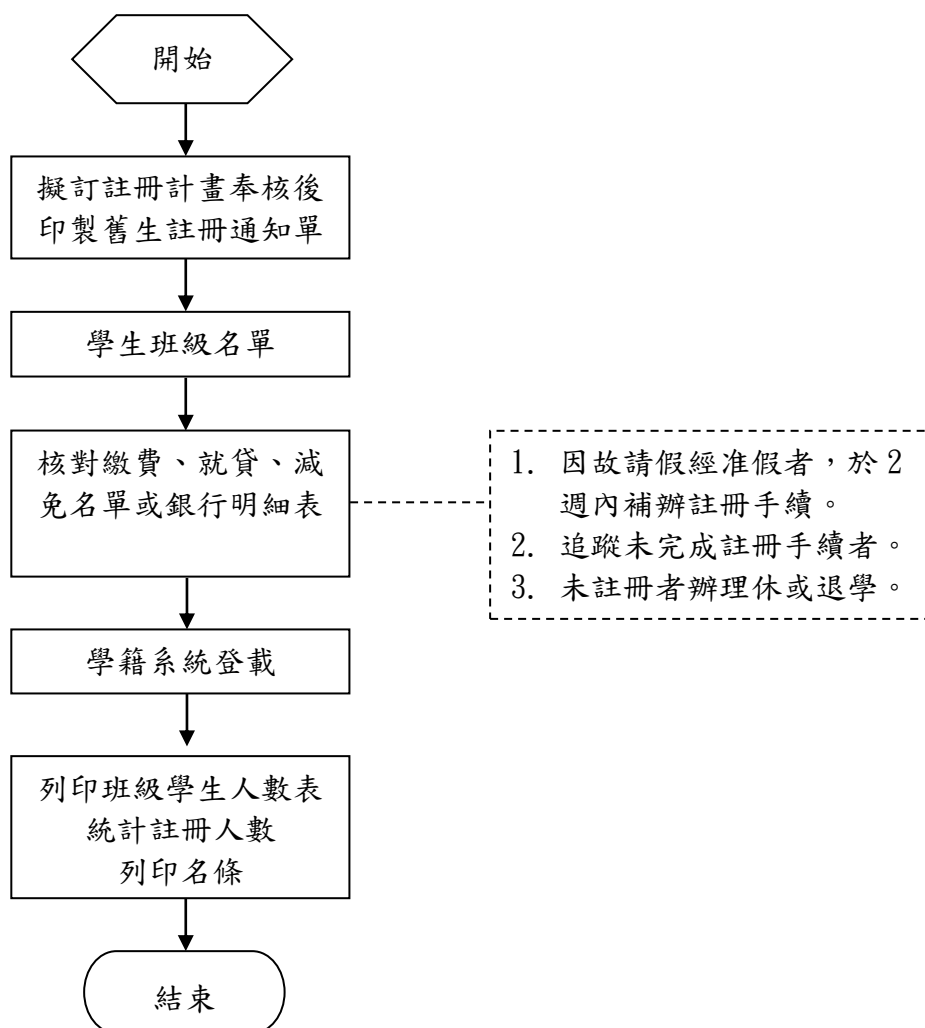 開始
擬訂註冊計畫奉核後
印製舊生註冊通知單
學生班級名單
核對繳費、就貸、減
免名單或銀行明細表
1. 因故請假經准假者，於 2
週內補辦註冊手續。
2. 追蹤未完成註冊手續者。
3. 未註冊者辦理休或退學。
學籍系統登載
列印班級學生人數表
統計註冊人數
列印名條
結束